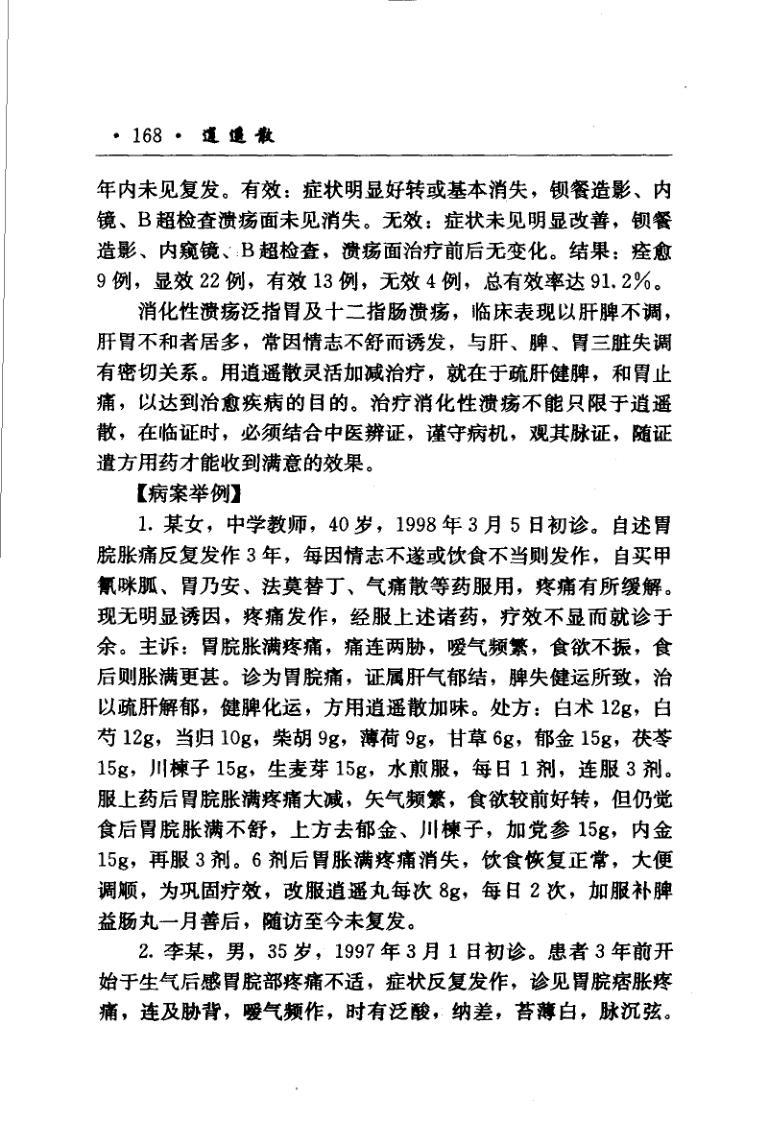 · 168 · 逍遥散
年内未见复发。有效：症状明显好转或基本消失，钡餐造影、内
镜、B超检查溃疡面未见消失。无效：症状未见明显改善，钡餐
造影、内窥镜、B超检查，溃疡面治疗前后无变化。结果：痊愈
9例，显效22例，有效13例，无效4例，总有效率达91.2%。
消化性溃疡泛指胃及十二指肠溃疡，临床表现以肝脾不调，
肝胃不和者居多，常因情志不舒而诱发，与肝、脾、胃三脏失调
有密切关系。用逍遥散灵活加减治疗，就在于疏肝健脾，和胃止
痛，以达到治愈疾病的目的。治疗消化性溃疡不能只限于逍遥
散，在临证时，必须结合中医辨证，谨守病机，观其脉证，随证
遣方用药才能收到满意的效果。
【病案举例】
1. 某女，中学教师，40岁，1998年3月5日初诊。自述胃
脘胀痛反复发作3年，每因情志不遂或饮食不当则发作，自买甲
氰咪胍、胃乃安、法莫替丁、气痛散等药服用，疼痛有所缓解。
现无明显诱因，疼痛发作，经服上述诸药，疗效不显而就诊于
余。主诉：胃脘胀满疼痛，痛连两胁，嗳气频繁，食欲不振，食
后则胀满更甚。诊为胃脘痛，证属肝气郁结，脾失健运所致，治
以疏肝解郁，健脾化运，方用逍遥散加味。处方：白术12g，白
芍12g，当归10g，柴胡9g，薄荷9g，甘草6g，郁金15g，茯苓
15g，川楝子15g，生麦芽15g，水煎服，每日1剂，连服3剂。
服上药后胃脘胀满疼痛大减，矢气频繁，食欲较前好转，但仍觉
食后胃脘胀满不舒，上方去郁金、川楝子，加党参15g，内金
15g，再服3剂。6剂后胃胀满疼痛消失，饮食恢复正常，大便
调顺，为巩固疗效，改服逍遥丸每次8g，每日2次，加服补脾
益肠丸一月善后，随访至今未复发。
2. 李某，男，35岁，1997年3月1日初诊。患者3年前开
始于生气后感胃脘部疼痛不适，症状反复发作，诊见胃脘痞胀疼
痛，连及胁背，嗳气频作，时有泛酸，纳差，苔薄白，脉沉弦。